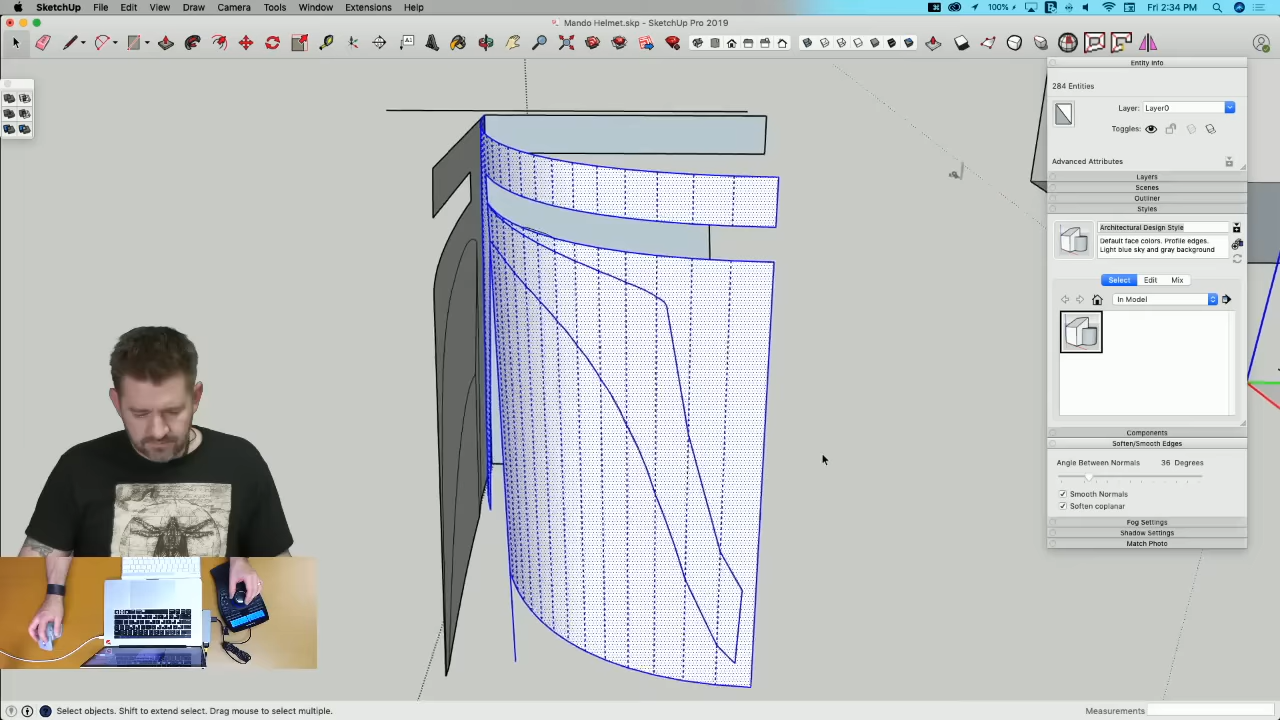 SketchUp File Edit View Draw Camera Tools Window Extensions Help
100% Fri 2:34 PM
Mando Helmet.skp - SketchUp Pro 2019
Entity Info
284 Entities
Layer: Layer0
Toggles:
Advanced Attributes
Layers
Scenes
Outliner
Styles
Architectural Design Style
Default face colors. Profile edges.
Light blue sky and gray background
Select Edit Mix
In Model
Components
Soften/Smooth Edges
Angle Between Normals 36 Degrees
Smooth Normals
Soften coplanar
Fog Settings
Shadow Settings
Match Photo
Select objects. Shift to extend select. Drag mouse to select multiple.
Measurements